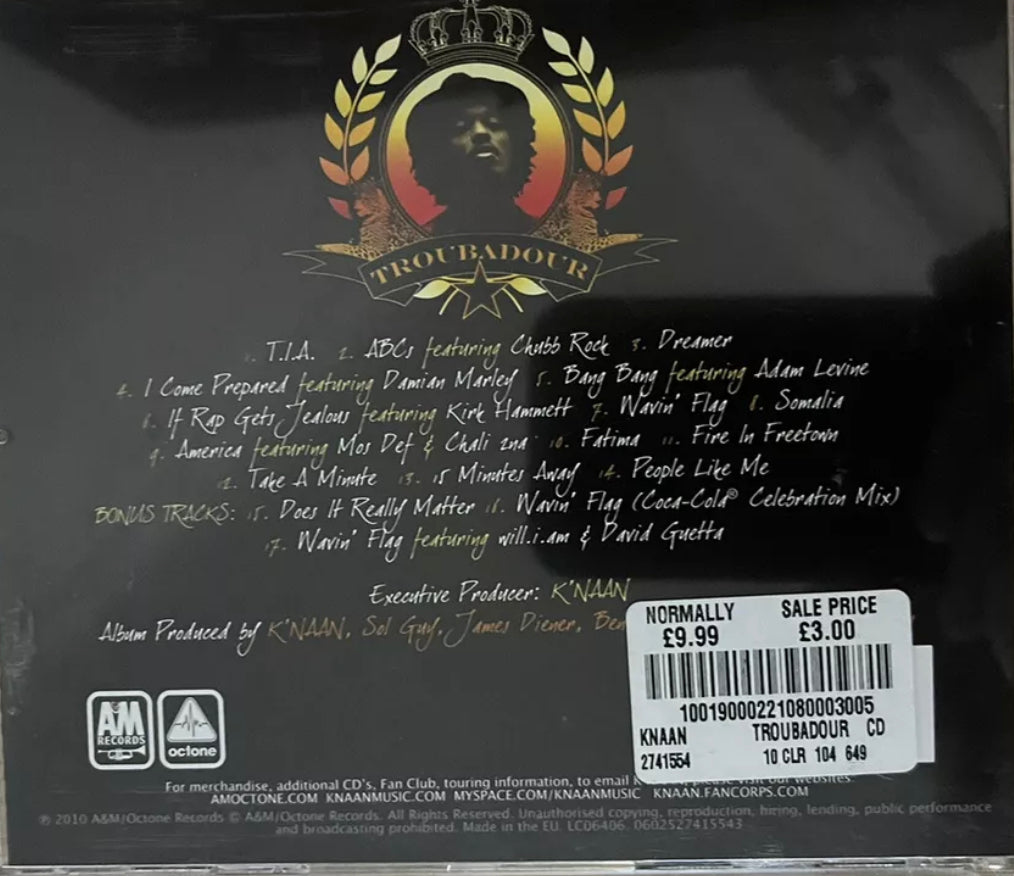 TROUBADOUR
1. T.I.A. 2. ABCs featuring Chubb Rock 3. Dreamer
4. I Come Prepared featuring Damian Marley 5. Bang Bang featuring Adam Levine
6. If Rap Gets Jealous featuring Kirk Hammett 7. Wavin' Flag 8. Somalia
9. America featuring Mos Def & Chali 2na 10. Fatima 11. Fire In Freetown
12. Take A Minute 13. 15 Minutes Away 14. People Like Me
BONUS TRACKS: 15. Does It Really Matter 16. Wavin' Flag (Coca-Cola® Celebration Mix)
17. Wavin' Flag featuring will.i.am & David Guetta
Executive Producer: K'NAAN
Album Produced by K'NAAN, Sol Guy, James Diener, Ben
NORMALLY SALE PRICE
£9.99 £3.00
10019000221080003005
KNAAN TROUBADOUR CD
2741554 10 CLR 104 649
A&M
RECORDS
octone
For merchandise, additional CD's, Fan Club, touring information, to email please visit our websites
AMOCTONE.COM KNAANMUSIC.COM MYSPACE.COM/KNAANMUSIC KNAAN.FANCORPS.COM
℗ 2010 A&M/Octone Records © A&M/Octone Records. All Rights Reserved. Unauthorised copying, reproduction, hiring, lending, public performance
and broadcasting prohibited. Made in the EU. LC06406. 0602527415543